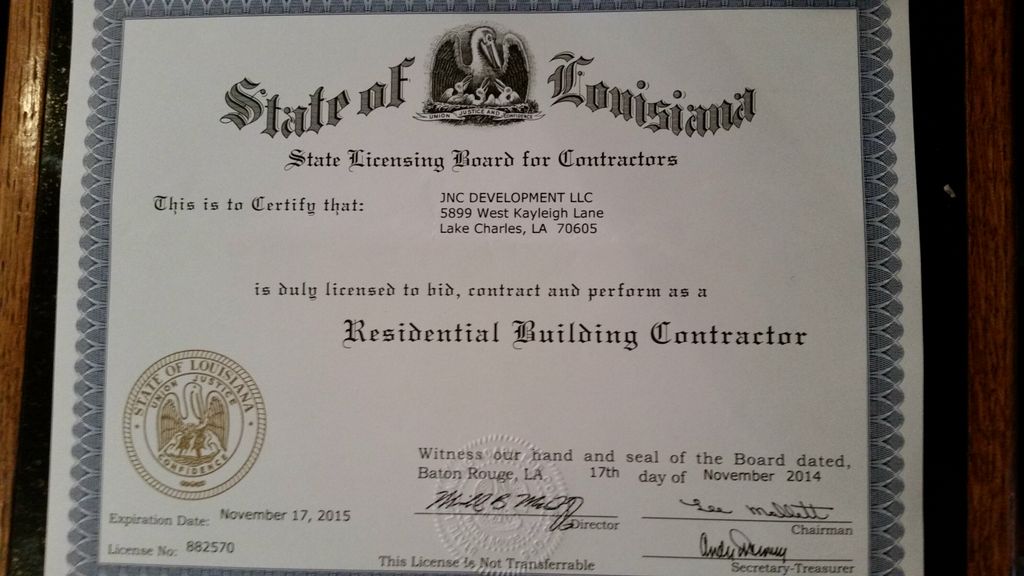 State of Louisiana
UNION JUSTICE AND CONFIDENCE
State Licensing Board for Contractors
This is to Certify that:
JNC DEVELOPMENT LLC
5899 West Kayleigh Lane
Lake Charles, LA 70605
is duly licensed to bid, contract and perform as a
Residential Building Contractor
STATE OF LOUISIANA
UNION JUSTICE
CONFIDENCE
Witness our hand and seal of the Board dated,
Baton Rouge, LA 17th day of November 2014
Director
Lee Mallett
Chairman
Expiration Date: November 17, 2015
License No: 882570
Secretary-Treasurer
This License Is Not Transferrable